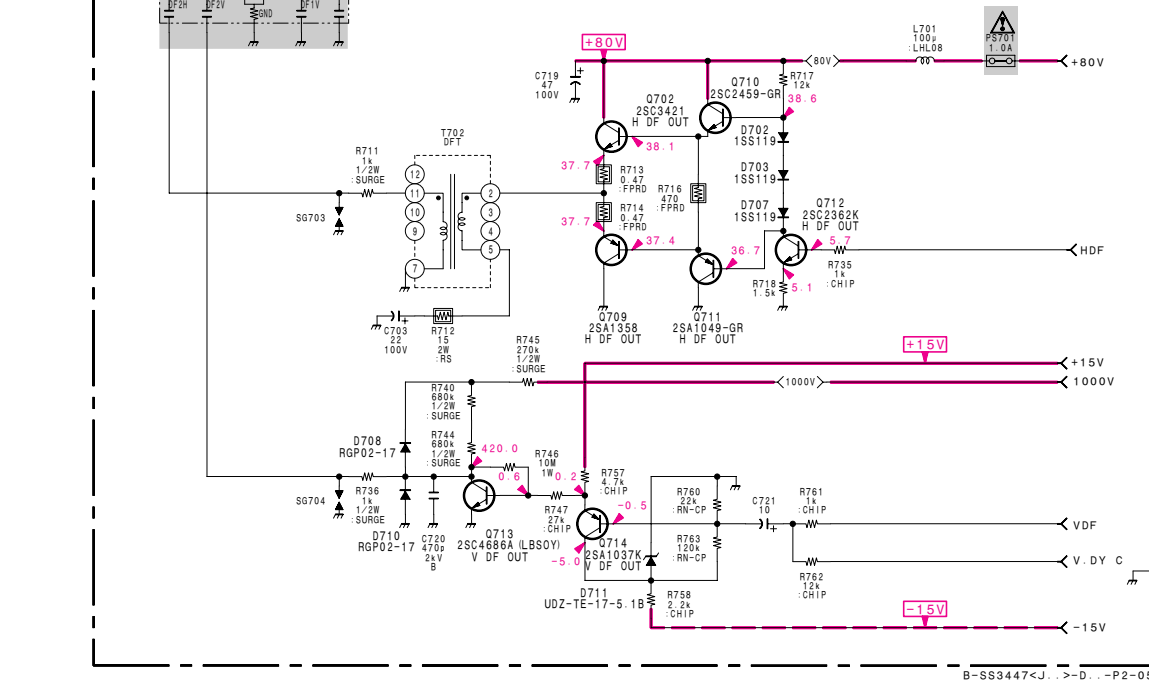 DF2H
DF2V
GND
DF1V
+80V
C719
47
100V
Q702
2SC3421
H DF OUT
Q710
2SC2459-GR
80V
R717
12k
38.6
L701
100µ
:LHL08
PS701
1.0A
+80V
38.1
37.7
R713
0.47
:FPRD
R716
470
:FPRD
D702
1SS119
D703
1SS119
D707
1SS119
Q712
2SC2362K
H DF OUT
T702
DFT
R711
1k
1/2W
:SURGE
SG703
12
11
10
9
7
2
3
4
5
37.7
R714
0.47
:FPRD
37.4
36.7
5.7
R735
1k
:CHIP
HDF
R718
1.5k
5.1
Q709
2SA1358
H DF OUT
Q711
2SA1049-GR
H DF OUT
C703
22
100V
R712
15
2W
:RS
R745
270k
1/2W
:SURGE
+15V
+15V
1000V
1000V
R740
680k
1/2W
:SURGE
R744
680k
1/2W
:SURGE
D708
RGP02-17
420.0
0.6
R746
10M
1W
0.2
R757
4.7k
:CHIP
SG704
R736
1k
1/2W
:SURGE
D710
RGP02-17
C720
470p
2kV
B
Q713
2SC4686A(LBSOY)
V DF OUT
R747
27k
:CHIP
-0.5
-5.0
Q714
2SA1037K
V DF OUT
R760
22k
:RN-CP
R763
120k
:RN-CP
C721
10
R761
1k
:CHIP
VDF
V.DY C
R762
12k
:CHIP
D711
UDZ-TE-17-5.1B
R758
2.2k
:CHIP
-15V
-15V
B-SS3447<J..>-D..-P2-05